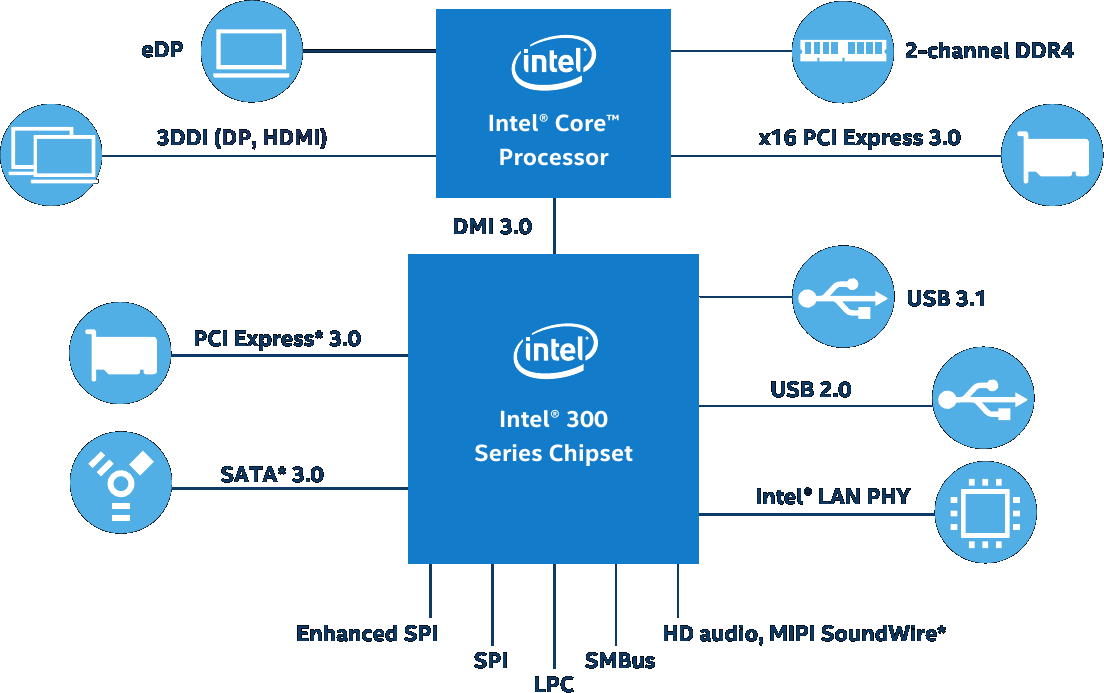 eDP
intel
2-channel DDR4
Intel® Core™
Processor
3DDI (DP, HDMI)
x16 PCI Express 3.0
DMI 3.0
USB 3.1
PCI Express* 3.0
intel
USB 2.0
Intel® 300
Series Chipset
SATA* 3.0
Intel® LAN PHY
Enhanced SPI
HD audio, MIPI SoundWire*
SPI
SMBus
LPC